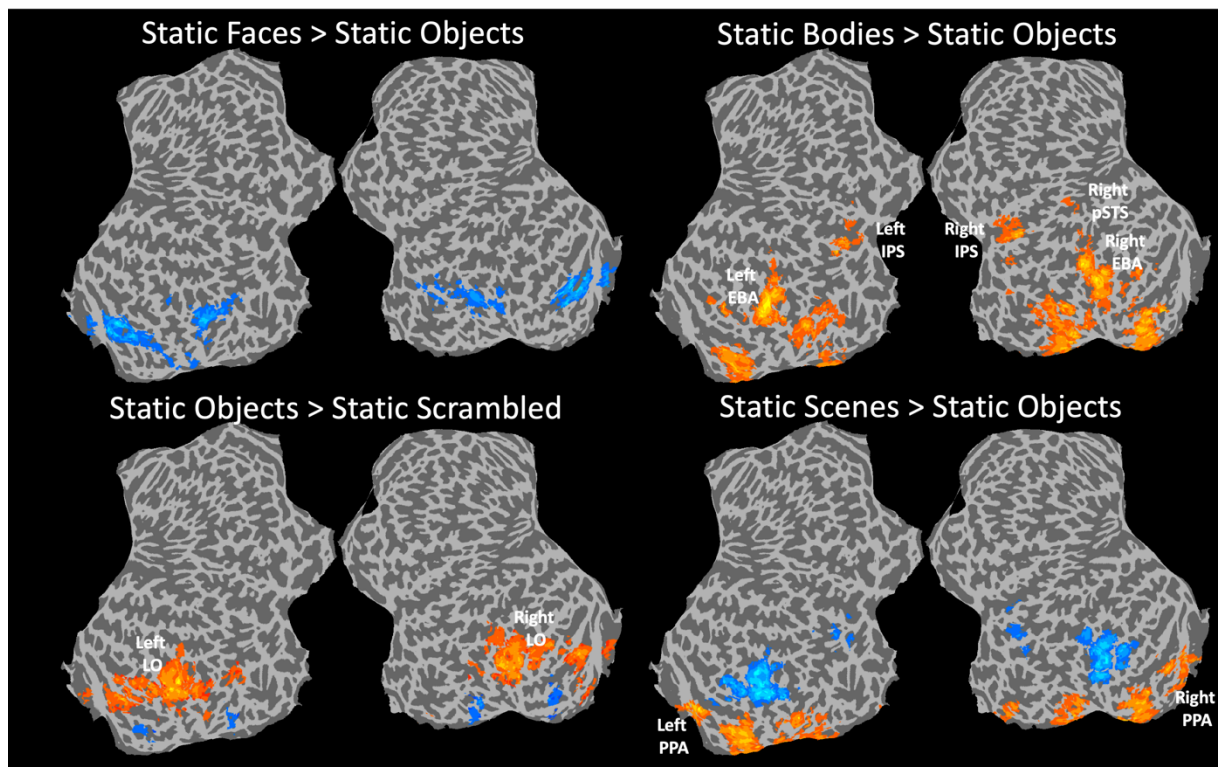 Static Faces > Static Objects
Static Bodies > Static Objects
Left
IPS
Right
IPS
Right
pSTS
Right
EBA
Left
EBA
Static Objects > Static Scrambled
Static Scenes > Static Objects
Left
LO
Right
LO
Left
PPA
Right
PPA